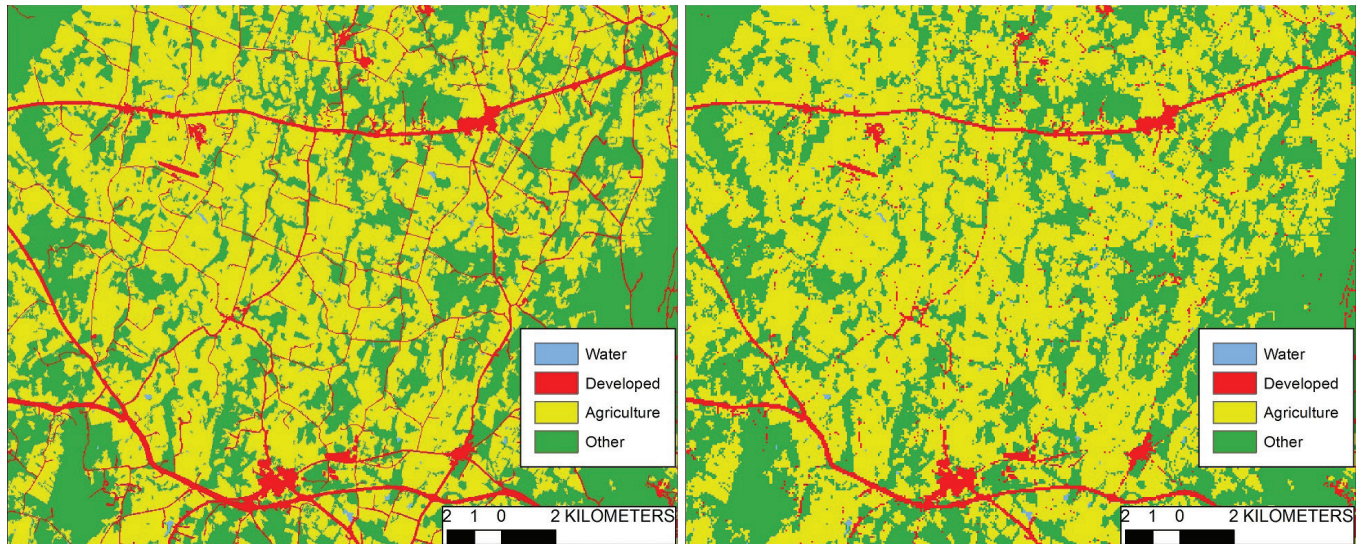 Water
Developed
Agriculture
Other
2 1 0 2 KILOMETERS
Water
Developed
Agriculture
Other
2 1 0 2 KILOMETERS